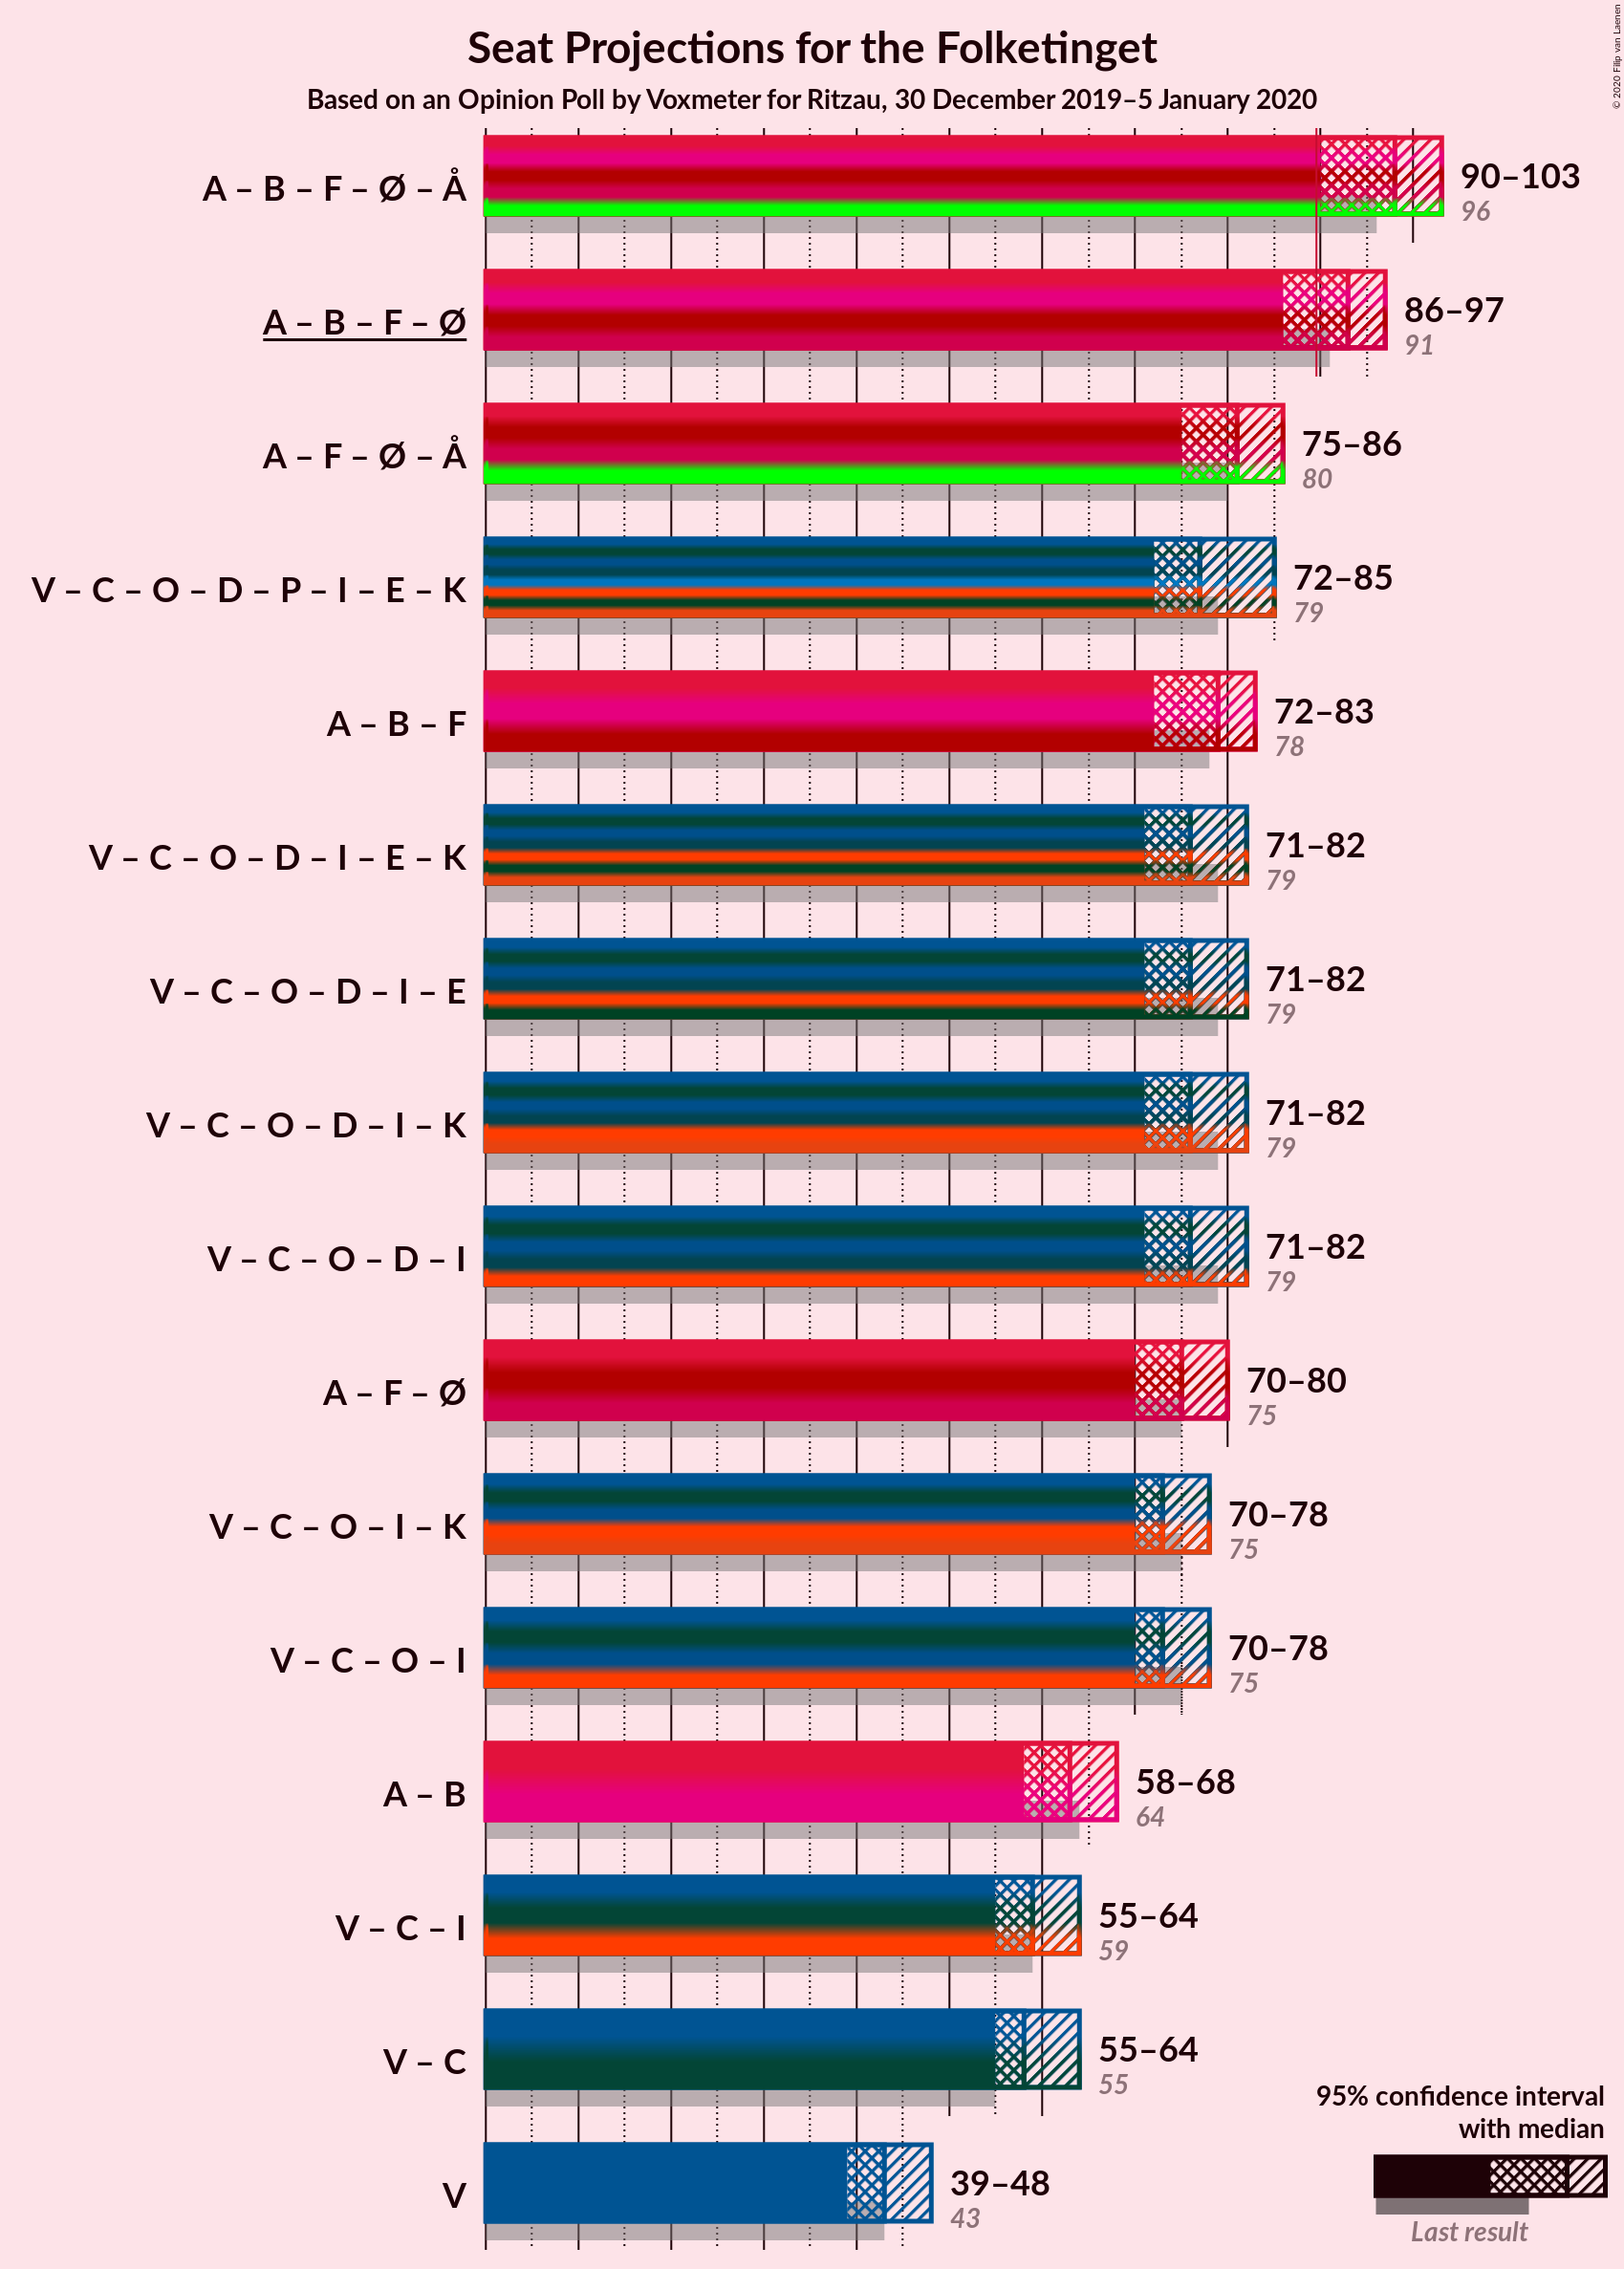 © 2020 Filip van Laenen
Seat Projections for the Folketinget
Based on an Opinion Poll by Voxmeter for Ritzau, 30 December 2019–5 January 2020
A – B – F – Ø – Å
90–103
96
A – B – F – Ø
86–97
91
A – F – Ø – Å
75–86
80
V – C – O – D – P – I – E – K
72–85
79
A – B – F
72–83
78
V – C – O – D – I – E – K
71–82
79
V – C – O – D – I – E
71–82
79
V – C – O – D – I – K
71–82
79
V – C – O – D – I
71–82
79
A – F – Ø
70–80
75
V – C – O – I – K
70–78
75
V – C – O – I
70–78
75
A – B
58–68
64
V – C – I
55–64
59
V – C
55–64
55
V
39–48
43
95% confidence interval
with median
Last result